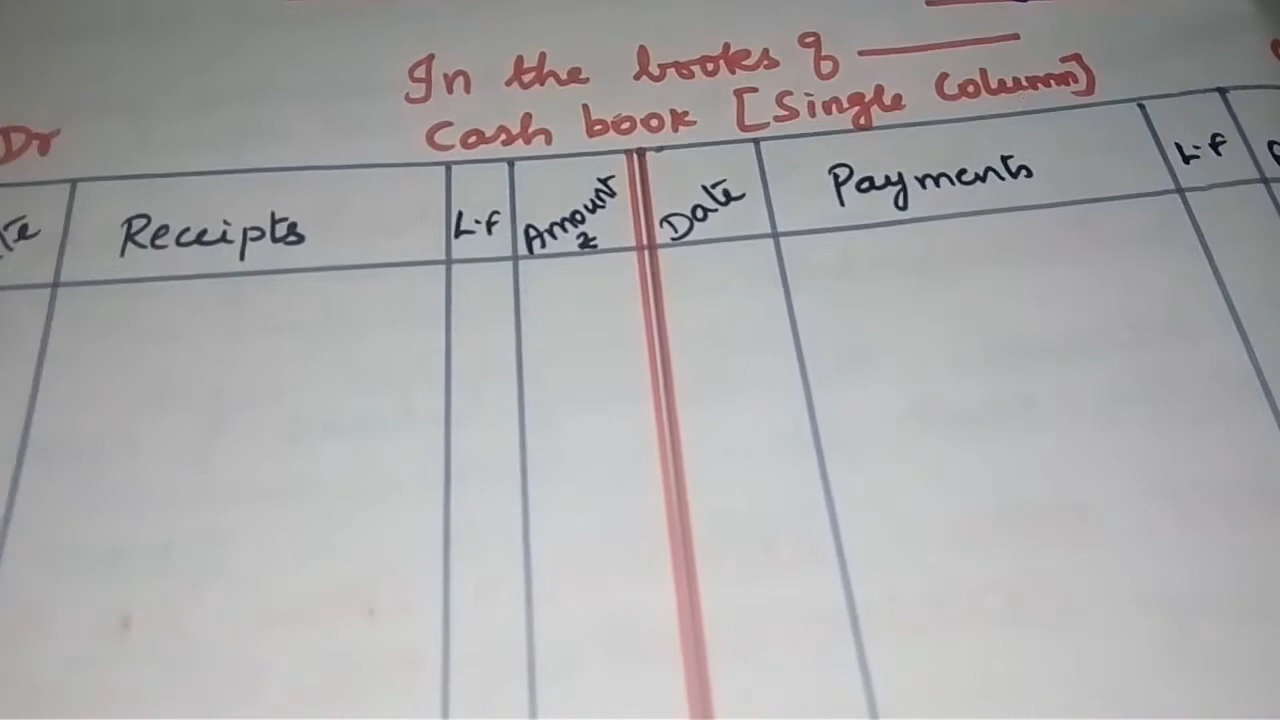 In the books of
Cash book [Single Column]
Dr
Receipts L.f Amount Date Payments L.f